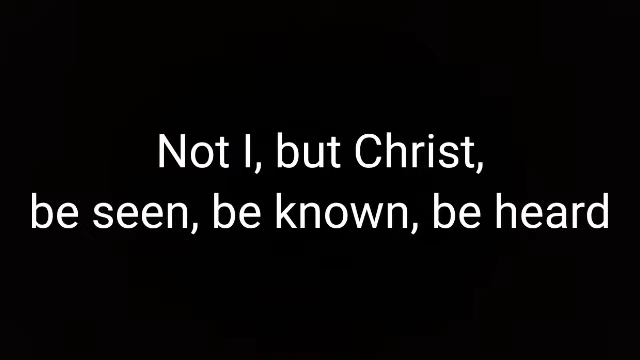 Not I, but Christ,
be seen, be known, be heard